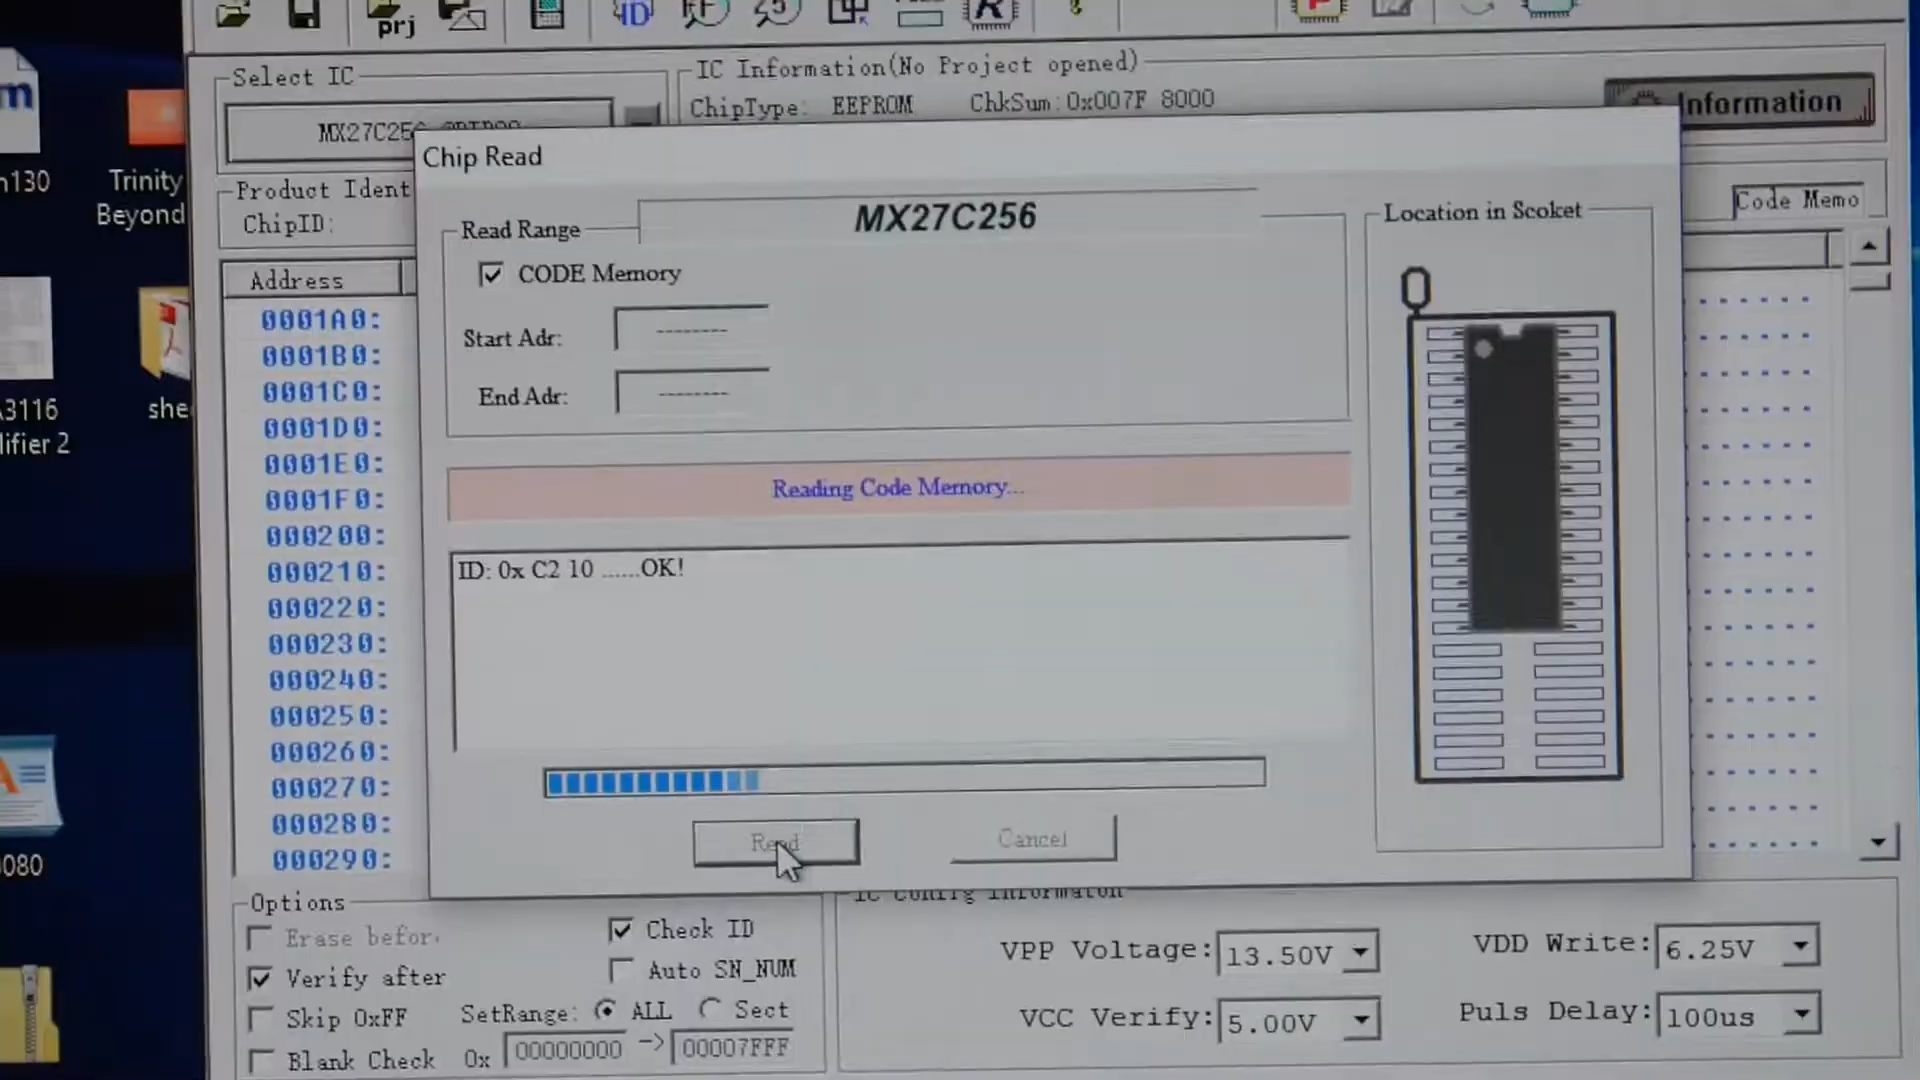 prj
Select IC
IC Information(No Project opened)
ChipType: EEPROM ChkSum:0x007F 8000
Information
Chip Read
Product Ident
ChipID:
Code Memo
Address
0001A0:
0001B0:
0001C0:
0001D0:
0001E0:
0001F0:
000200:
000210:
000220:
000230:
000240:
000250:
000260:
000270:
000280:
000290:
Read Range
MX27C256
CODE Memory
Start Adr: --------
End Adr: --------
Location in Scoket
Reading Code Memory...
ID: 0x C2 10 ......OK!
Read
Cancel
Options
Erase befor
Verify after
Skip 0xFF
Blank Check
Check ID
Auto SN_NUM
SetRange: ALL Sect
0x 00000000 -> 00007FFF
IC Config Informaton
VPP Voltage: 13.50V
VDD Write: 6.25V
VCC Verify: 5.00V
Puls Delay: 100us
Trinity
Beyond
n130
she
3116
lifier 2
080